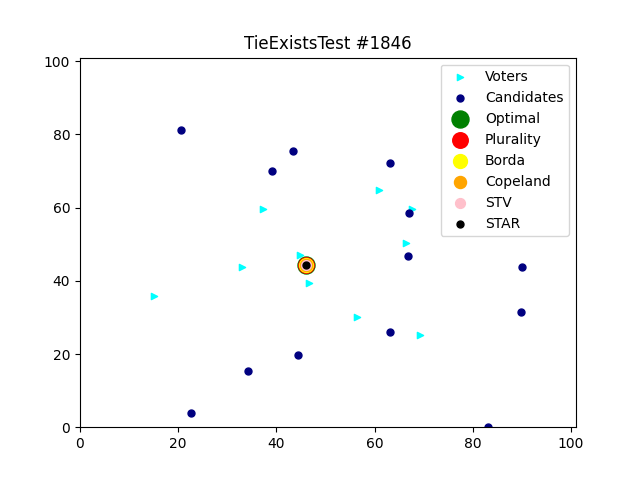 TieExistsTest #1846
100
80
60
40
20
0
0 20 40 60 80 100
Voters
Candidates
Optimal
Plurality
Borda
Copeland
STV
STAR